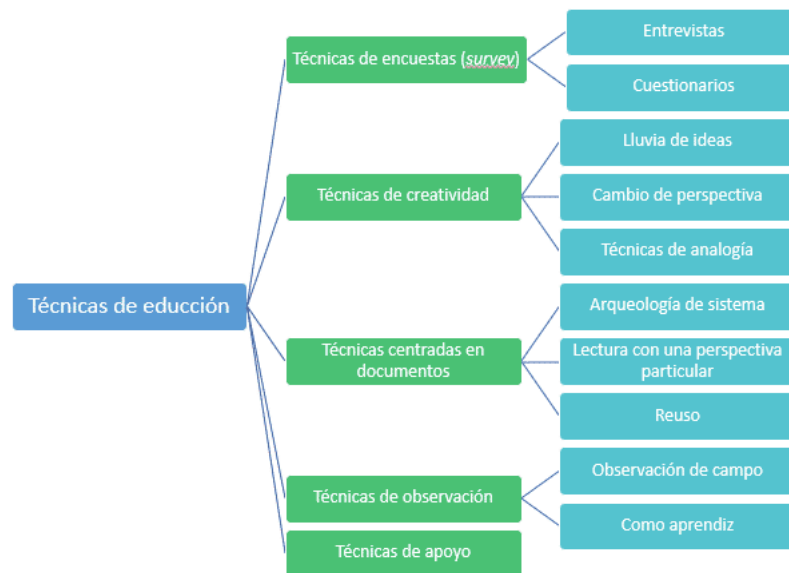 Técnicas de educción
Técnicas de encuestas (survey)
Entrevistas
Cuestionarios
Técnicas de creatividad
Lluvia de ideas
Cambio de perspectiva
Técnicas de analogía
Técnicas centradas en
documentos
Arqueología de sistema
Lectura con una perspectiva
particular
Reuso
Técnicas de observación
Observación de campo
Como aprendiz
Técnicas de apoyo